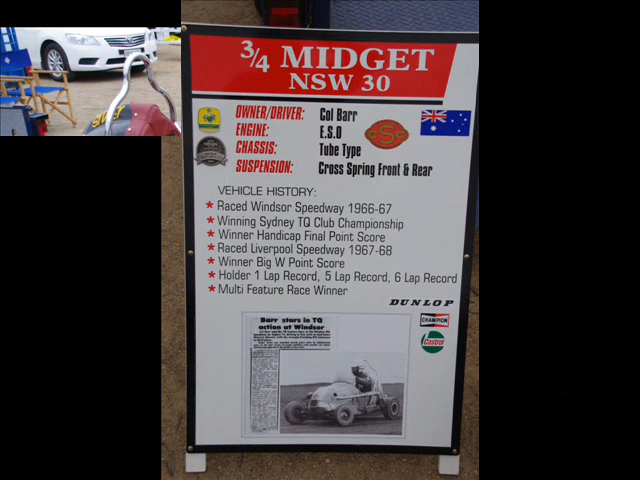 3/4 MIDGET
NSW 30
OWNER/DRIVER: Col Barr
ENGINE: E.S.O
CHASSIS: Tube Type
SUSPENSION: Cross Spring Front & Rear
VEHICLE HISTORY:
* Raced Windsor Speedway 1966-67
* Winning Sydney TQ Club Championship
* Winner Handicap Final Point Score
* Raced Liverpool Speedway 1967-68
* Winner Big W Point Score
* Holder 1 Lap Record, 5 Lap Record, 6 Lap Record
* Multi Feature Race Winner
DUNLOP
CHAMPION
Castrol
Barr stars in TQ
action at Windsor